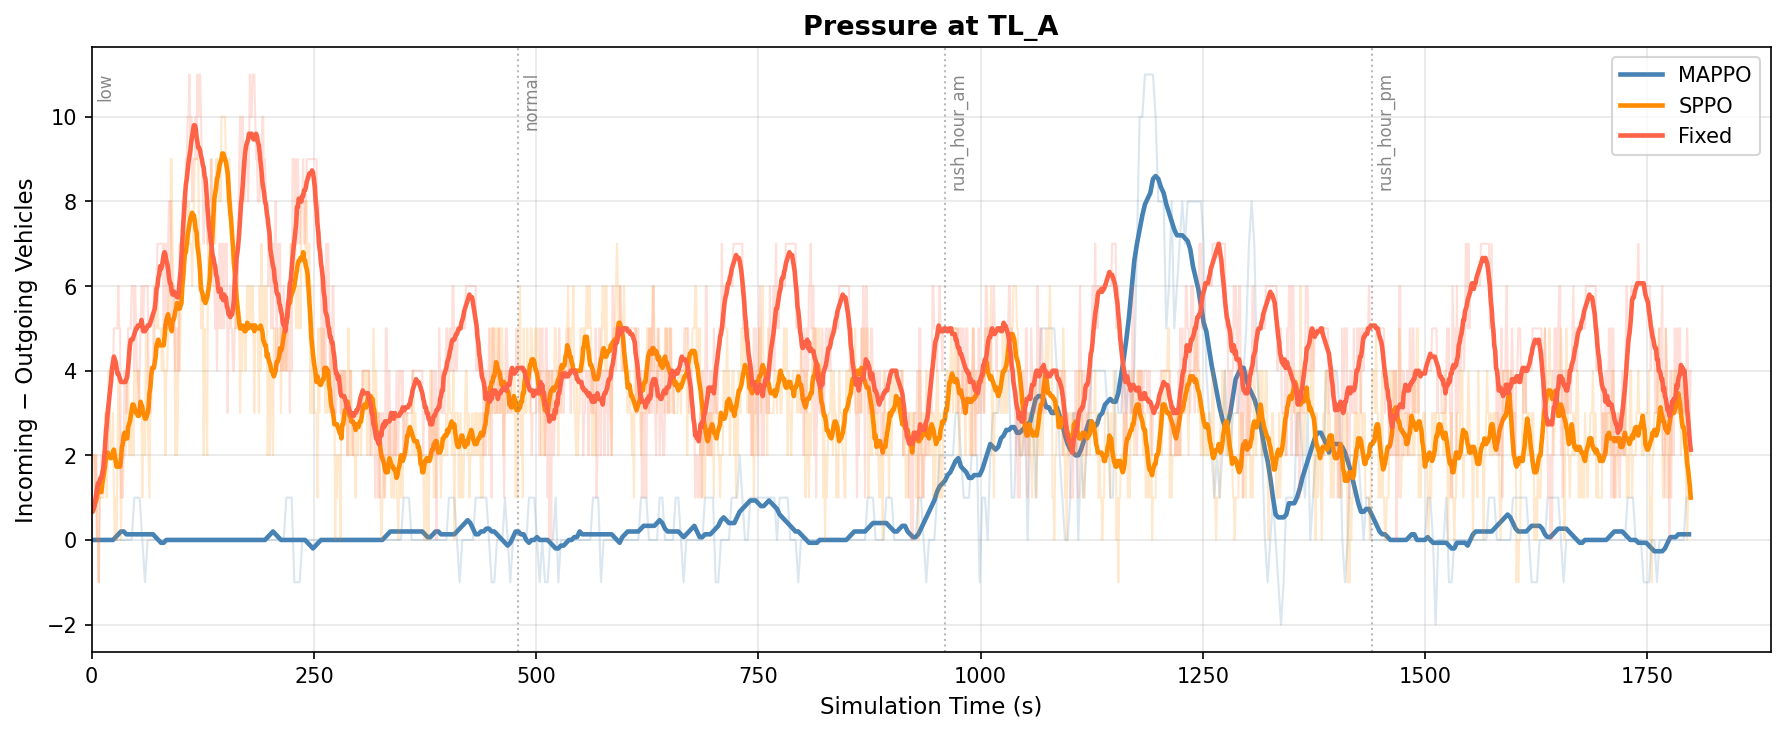 Pressure at TL_A
Incoming − Outgoing Vehicles
10
8
6
4
2
0
−2
low
normal
rush_hour_am
rush_hour_pm
MAPPO
SPPO
Fixed
0 250 500 750 1000 1250 1500 1750
Simulation Time (s)